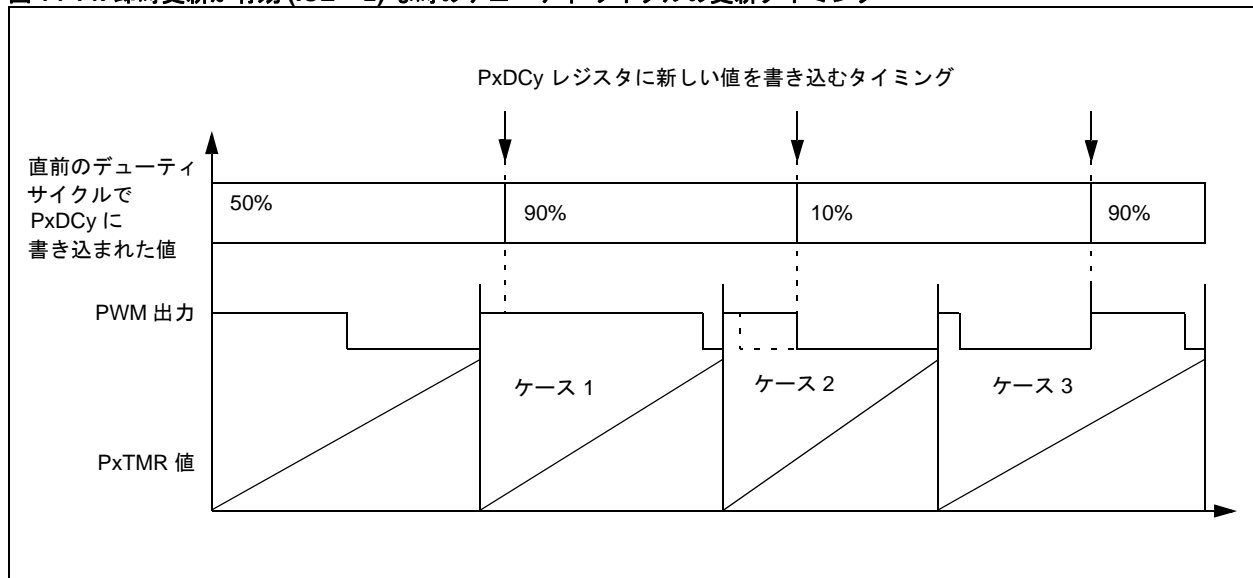 PxDCy レジスタに新しい値を書き込むタイミング
直前のデューティ
サイクルで
PxDCy に
書き込まれた値
50%
90%
10%
90%
PWM 出力
ケース 1
ケース 2
ケース 3
PxTMR 値